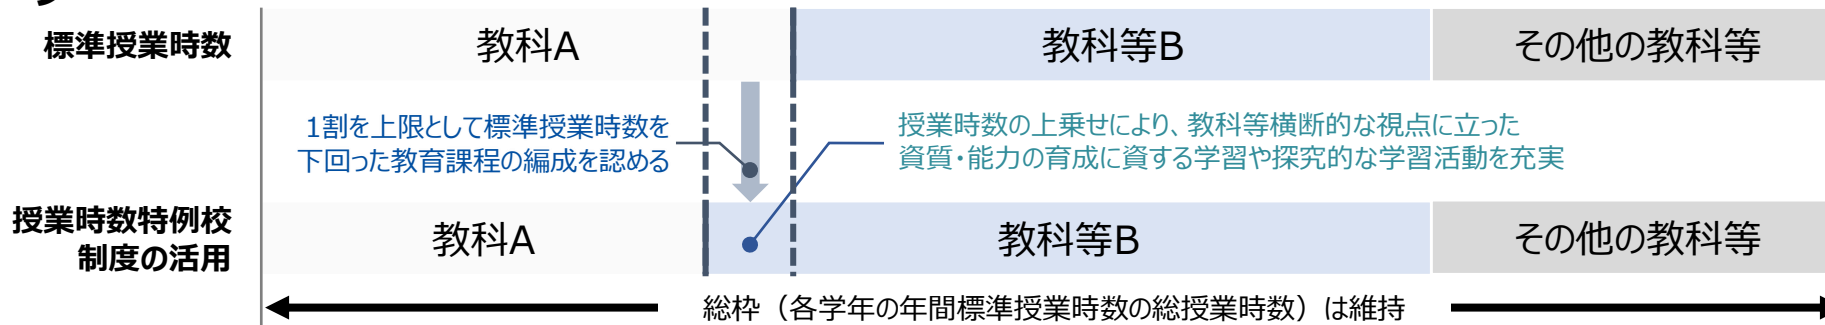 標準授業時数
教科A
教科等B
その他の教科等
1割を上限として標準授業時数を
下回った教育課程の編成を認める
授業時数の上乗せにより、教科等横断的な視点に立った
資質・能力の育成に資する学習や探究的な学習活動を充実
授業時数特例校
制度の活用
教科A
教科等B
その他の教科等
総枠（各学年の年間標準授業時数の総授業時数）は維持